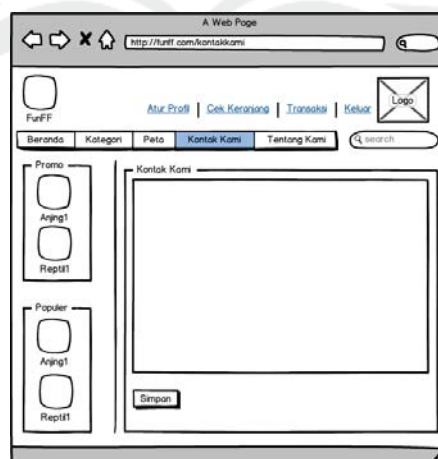 A Web Page
http://funff.com/kontakkami
FunFF
Atur Profil | Cek Keranjang | Transaksi | Keluar
Logo
Beranda Kategori Peta Kontak Kami Tentang Kami search
Promo
Anjing1
Reptil1
Kontak Kami
Populer
Anjing1
Reptil1
Simpan